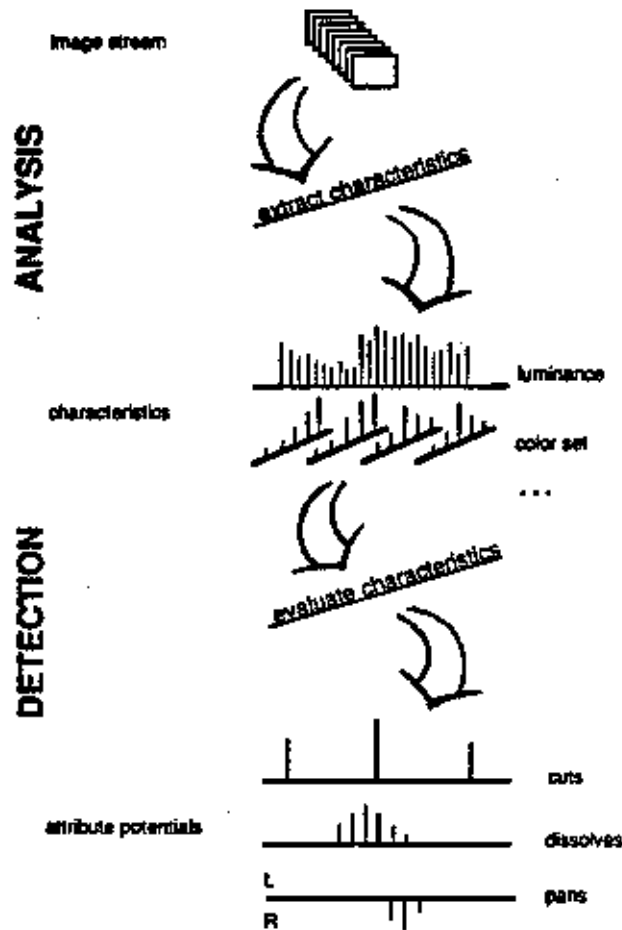 image stream
ANALYSIS
extract characteristics
luminance
characteristics
color set
...
DETECTION
evaluate characteristics
cuts
attribute potentials
dissolves
L
pans
R